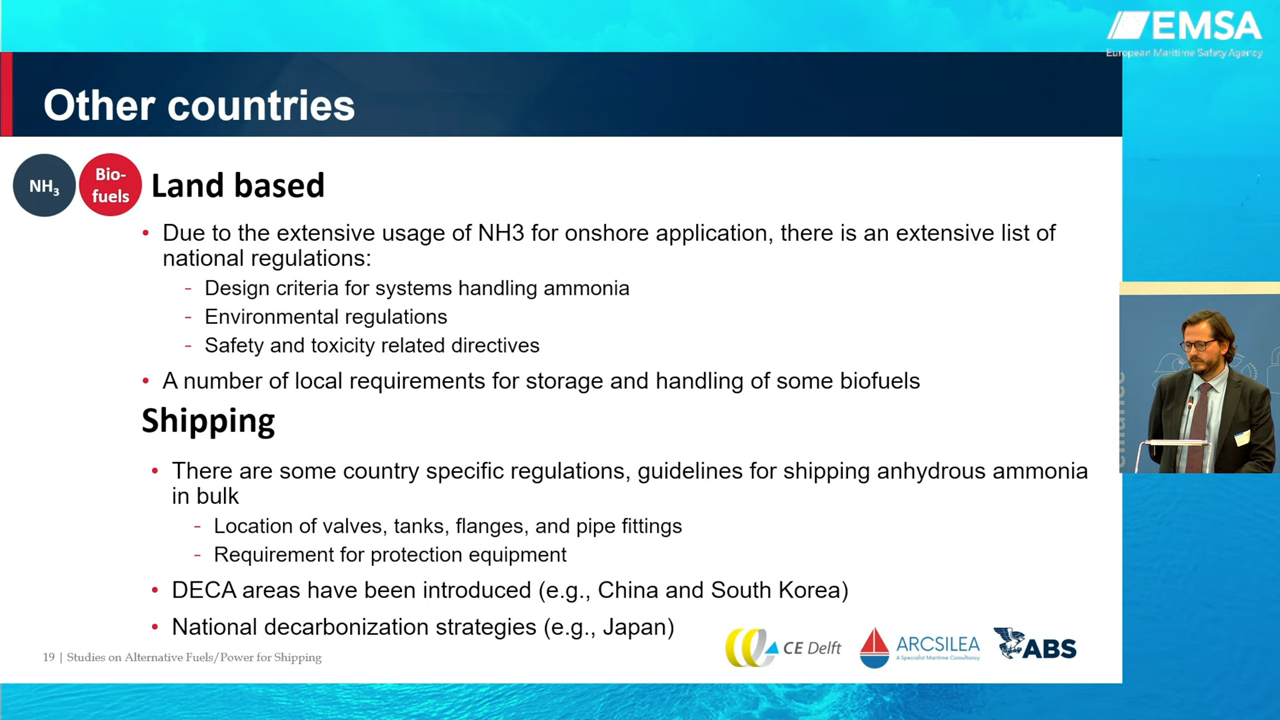 EMSA
European Maritime Safety Agency
Other countries
NH3
Bio-
fuels
Land based
• Due to the extensive usage of NH3 for onshore application, there is an extensive list of
national regulations:
- Design criteria for systems handling ammonia
- Environmental regulations
- Safety and toxicity related directives
• A number of local requirements for storage and handling of some biofuels
Shipping
• There are some country specific regulations, guidelines for shipping anhydrous ammonia
in bulk
- Location of valves, tanks, flanges, and pipe fittings
- Requirement for protection equipment
• DECA areas have been introduced (e.g., China and South Korea)
• National decarbonization strategies (e.g., Japan)
19 | Studies on Alternative Fuels/Power for Shipping
CE Delft
ARCSILEA
A Specialist Maritime Consultancy
ABS